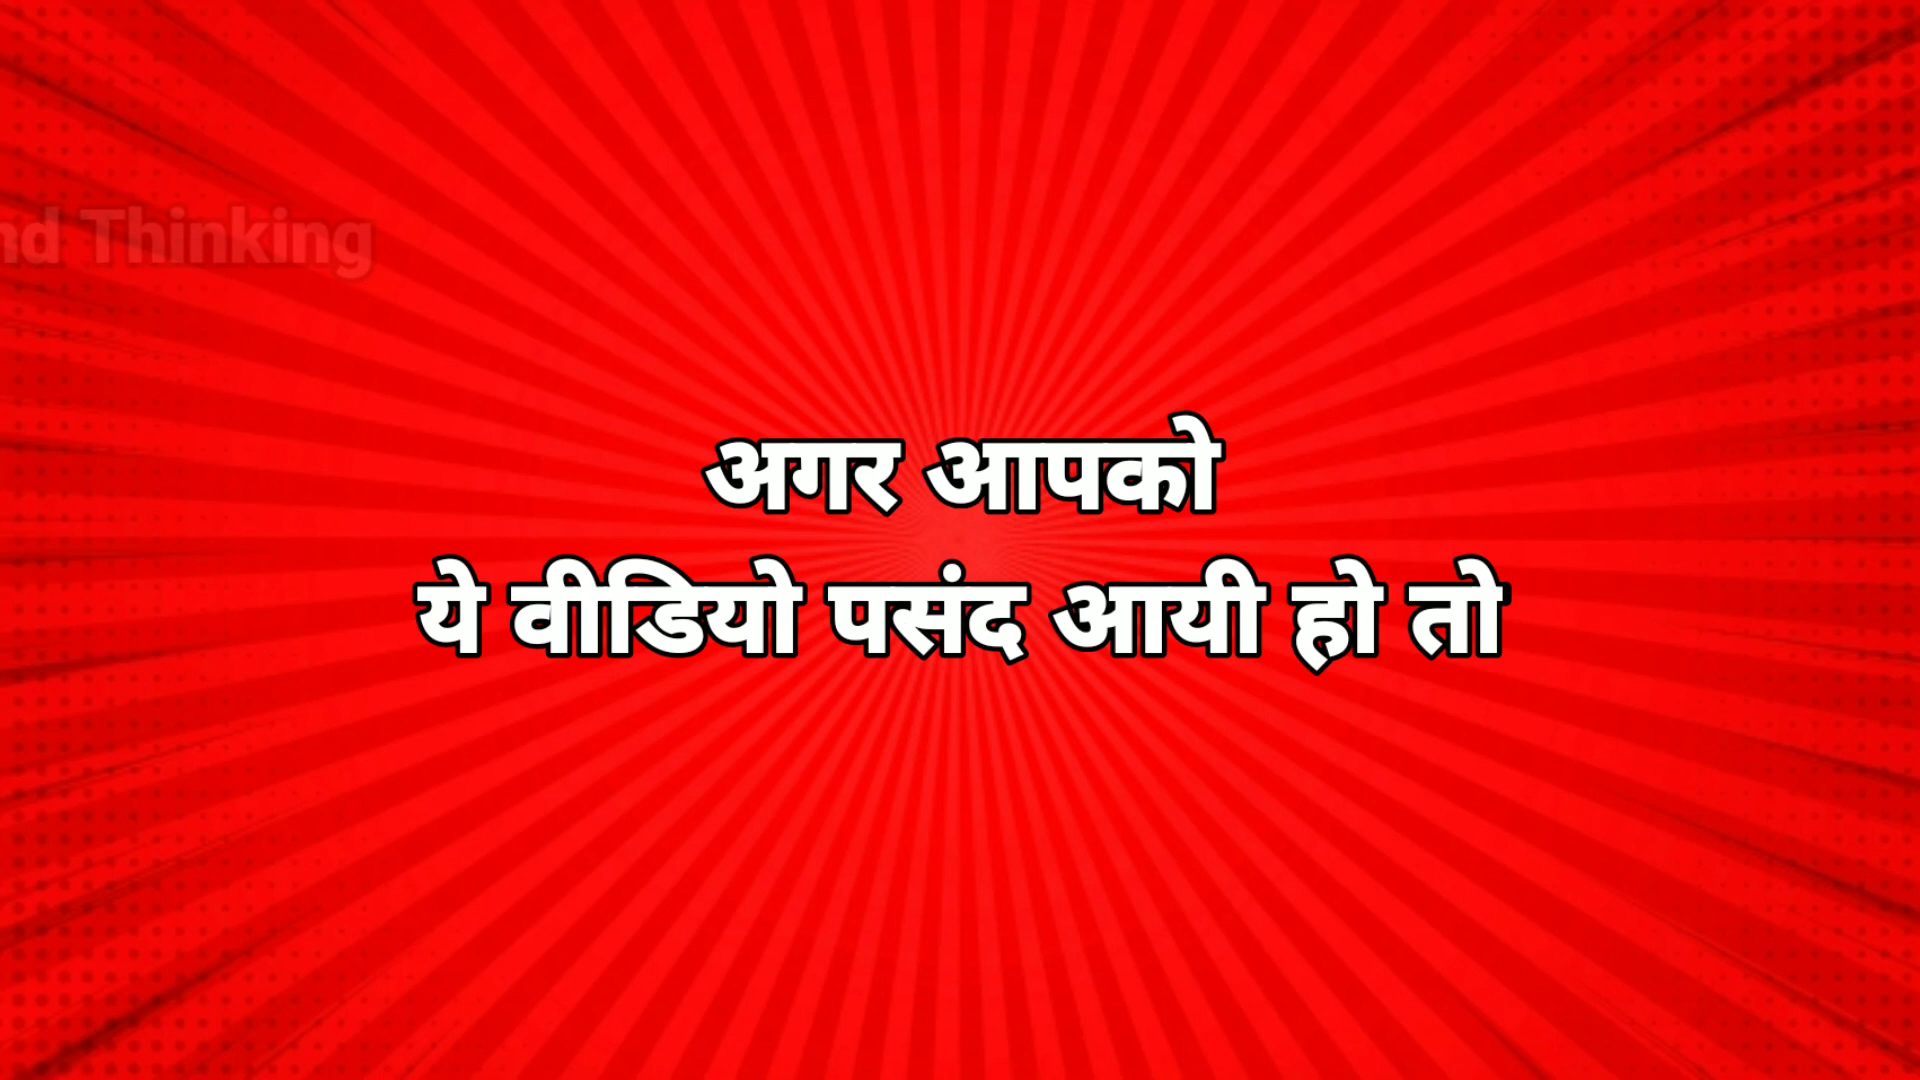 Thinking
अगर आपको
ये वीडियो पसंद आयी हो तो